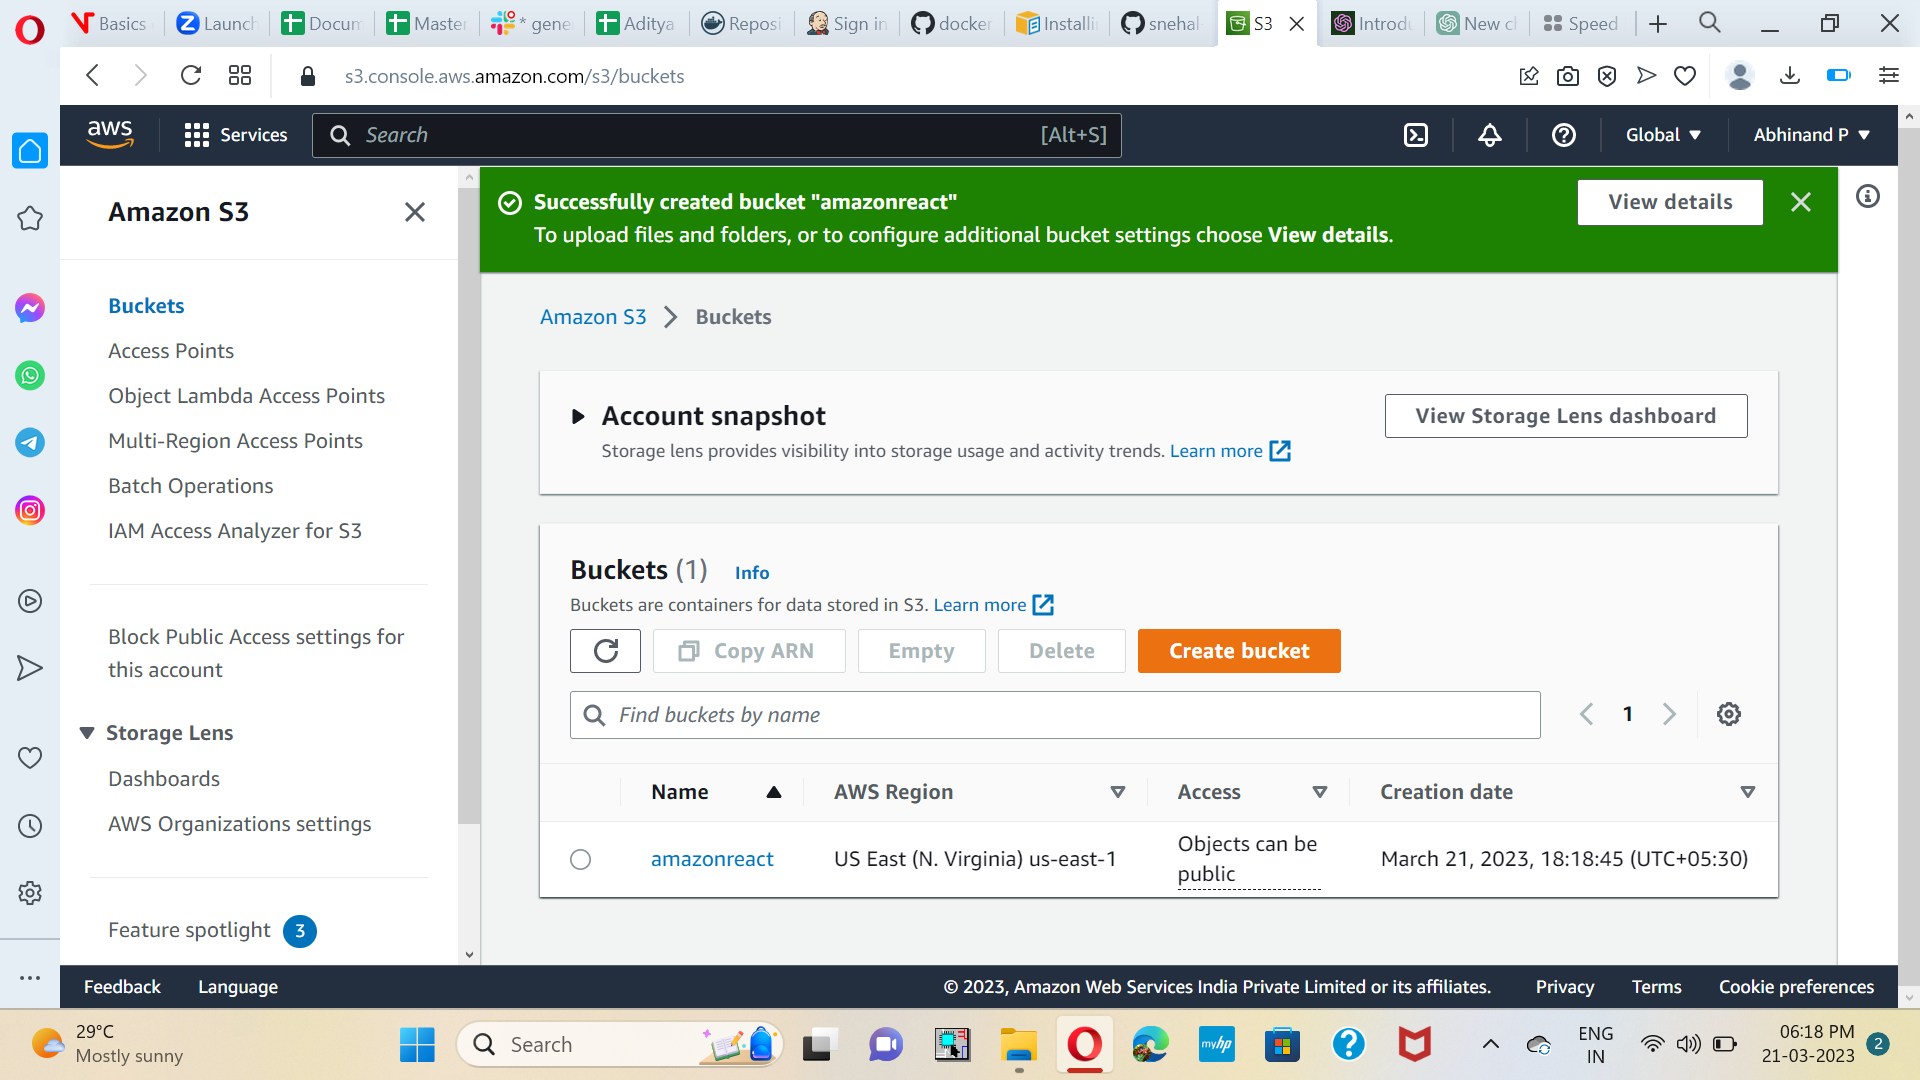 Basics
Launch
Docum
Master
* gene
Aditya
Reposi
Sign in
docker
Installi
snehal
S3
Introdu
New ch
Speed
s3.console.aws.amazon.com/s3/buckets
aws
Services
Search
[Alt+S]
Global
Abhinand P
Amazon S3
Buckets
Access Points
Object Lambda Access Points
Multi-Region Access Points
Batch Operations
IAM Access Analyzer for S3
Block Public Access settings for
this account
Storage Lens
Dashboards
AWS Organizations settings
Feature spotlight 3
Successfully created bucket "amazonreact"
To upload files and folders, or to configure additional bucket settings choose View details.
View details
Amazon S3
Buckets
Account snapshot
Storage lens provides visibility into storage usage and activity trends. Learn more
View Storage Lens dashboard
Buckets (1) Info
Buckets are containers for data stored in S3. Learn more
Copy ARN
Empty
Delete
Create bucket
Find buckets by name
1
Name
AWS Region
Access
Creation date
amazonreact
US East (N. Virginia) us-east-1
Objects can be
public
March 21, 2023, 18:18:45 (UTC+05:30)
Feedback
Language
© 2023, Amazon Web Services India Private Limited or its affiliates.
Privacy
Terms
Cookie preferences
29°C
Mostly sunny
Search
myhp
ENG
IN
06:18 PM
21-03-2023
2